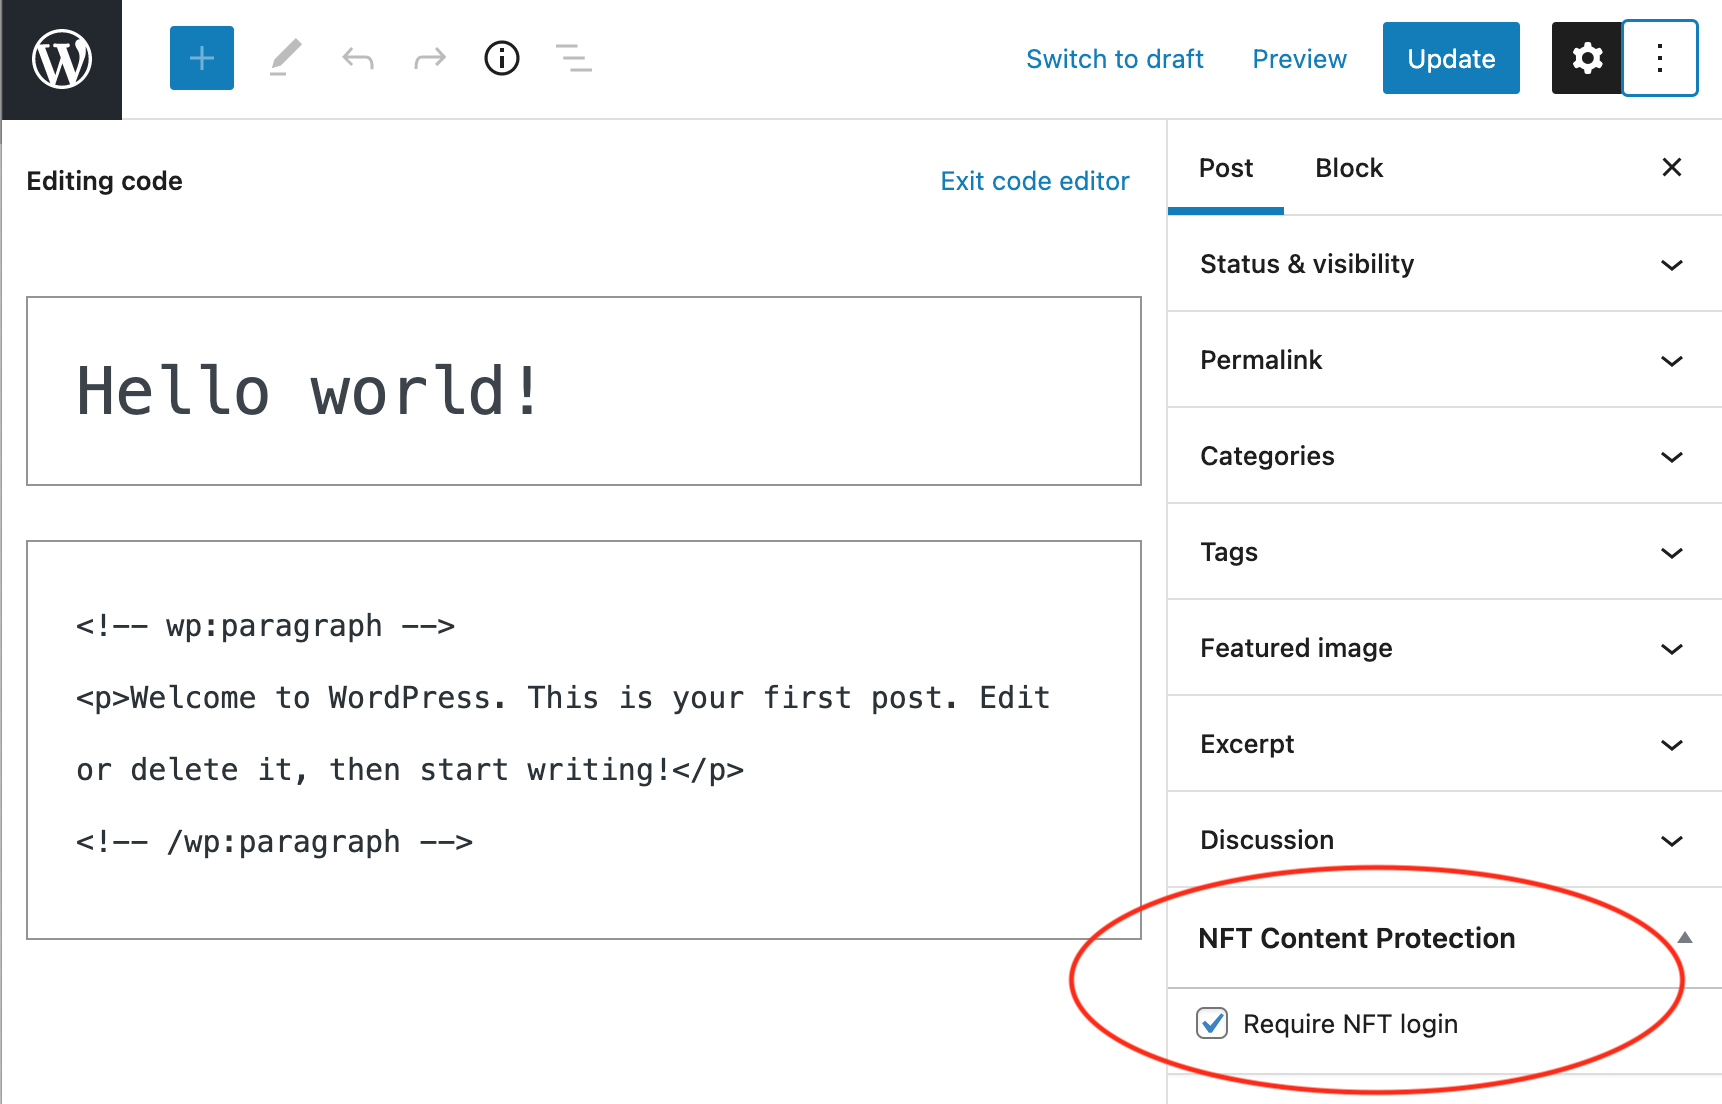 Switch to draft
Preview
Update
Editing code
Exit code editor
Hello world!
<!-- wp:paragraph -->
<p>Welcome to WordPress. This is your first post. Edit
or delete it, then start writing!</p>
<!-- /wp:paragraph -->
Post
Block
Status & visibility
Permalink
Categories
Tags
Featured image
Excerpt
Discussion
NFT Content Protection
Require NFT login